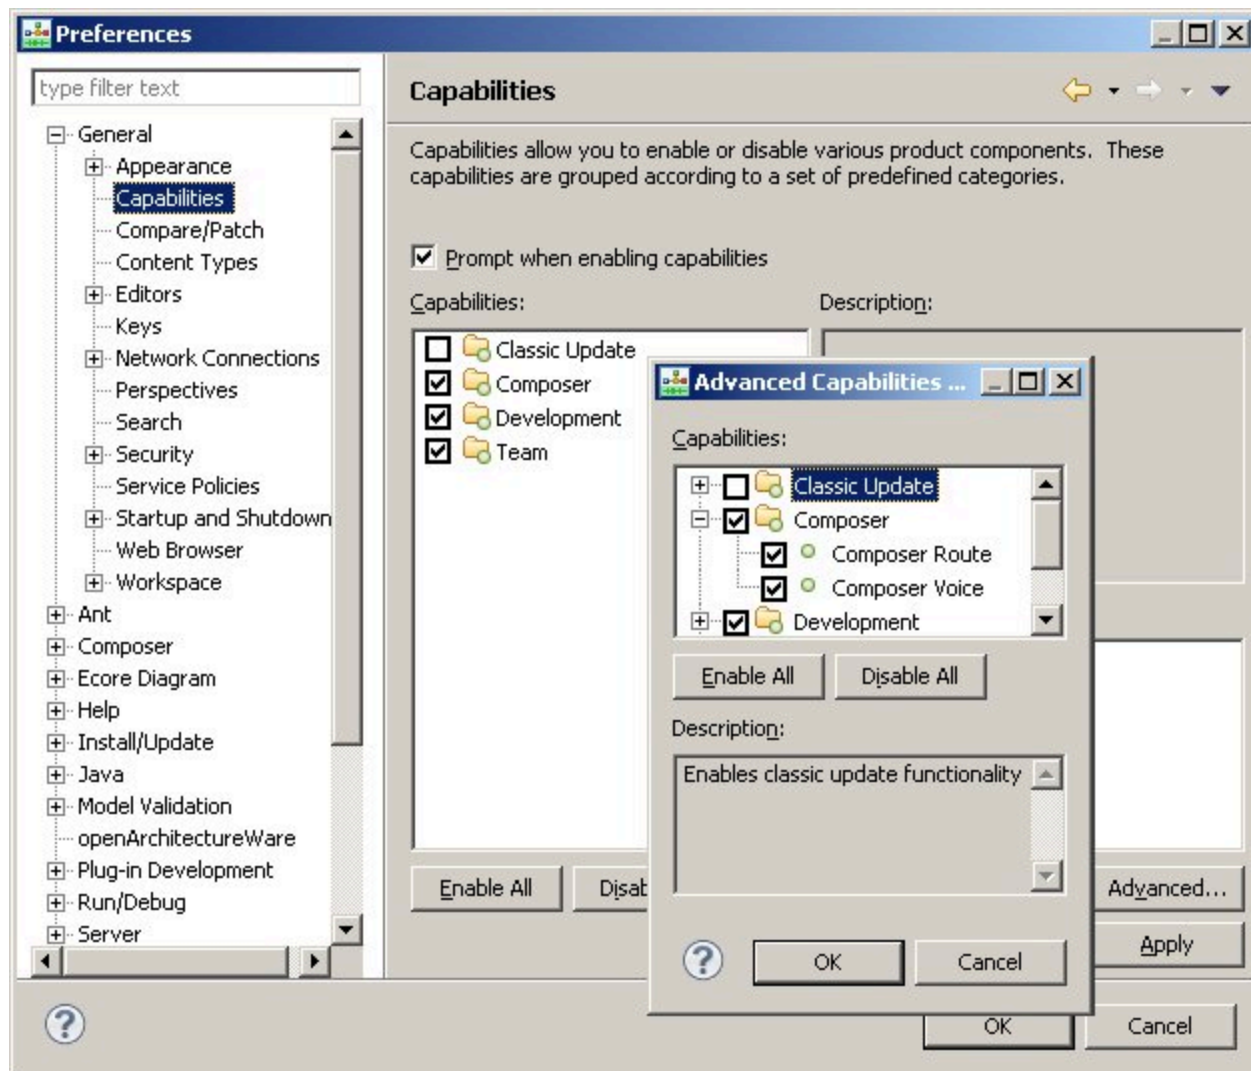 Preferences
type filter text
General
Appearance
Capabilities
Compare/Patch
Content Types
Editors
Keys
Network Connections
Perspectives
Search
Security
Service Policies
Startup and Shutdown
Web Browser
Workspace
Ant
Composer
Ecore Diagram
Help
Install/Update
Java
Model Validation
openArchitectureWare
Plug-in Development
Run/Debug
Server
Capabilities
Capabilities allow you to enable or disable various product components. These
capabilities are grouped according to a set of predefined categories.
Prompt when enabling capabilities
Capabilities:
Description:
Classic Update
Composer
Development
Team
Enable All
Disab
Advanced...
Apply
OK
Cancel
Advanced Capabilities ...
Capabilities:
Classic Update
Composer
Composer Route
Composer Voice
Development
Enable All
Disable All
Description:
Enables classic update functionality
OK
Cancel